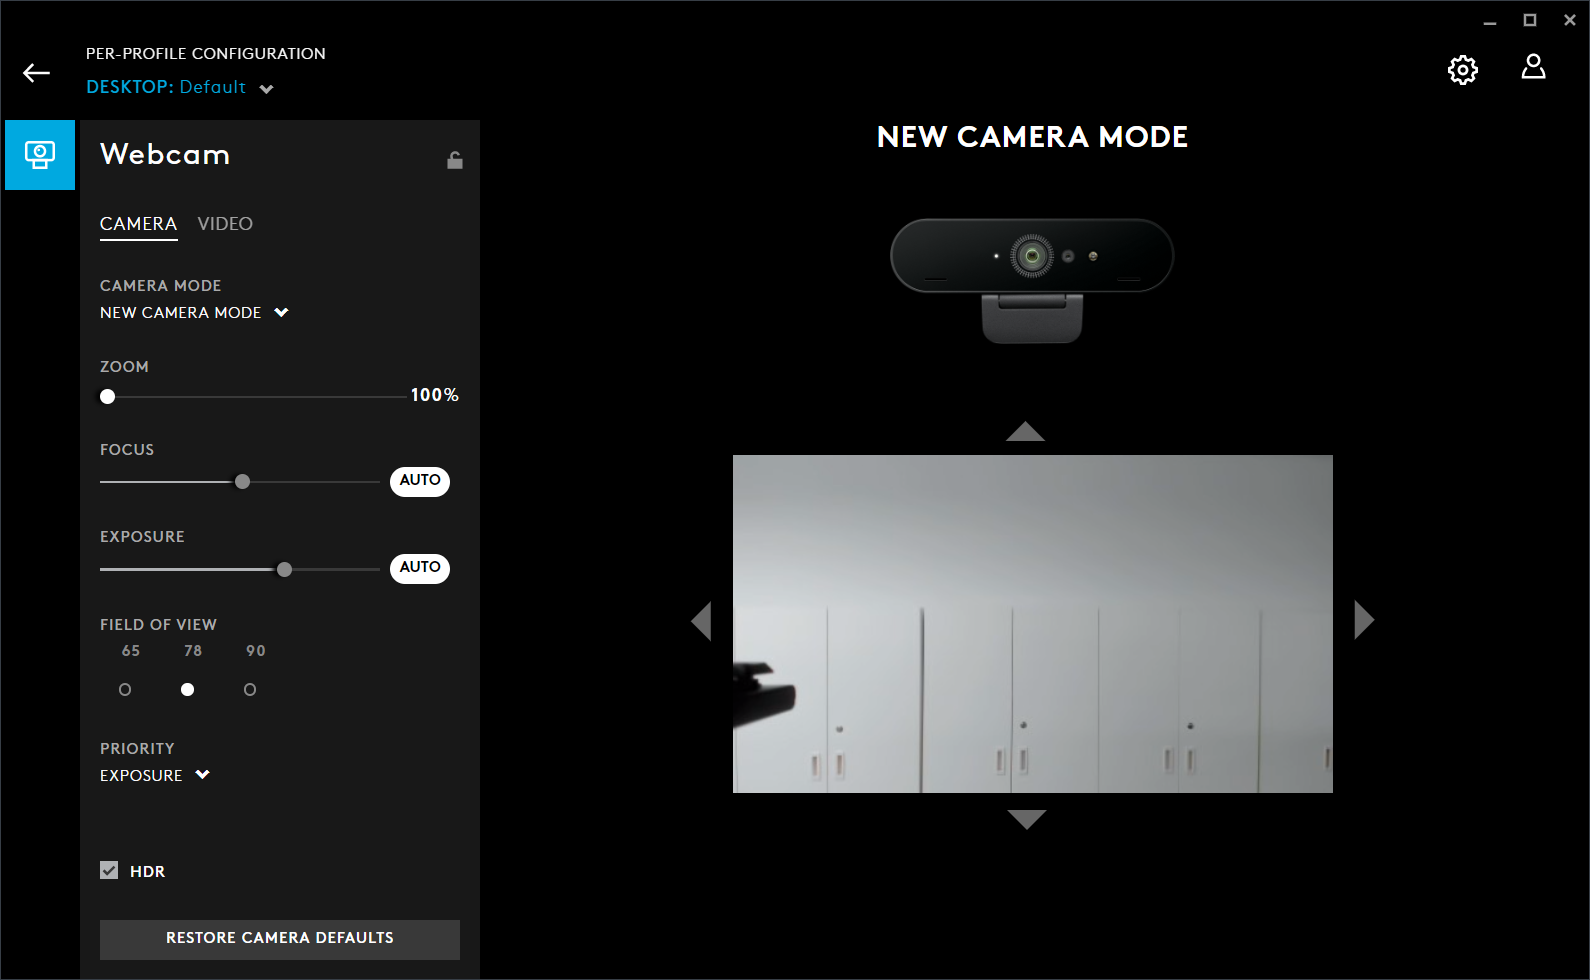 PER-PROFILE CONFIGURATION
DESKTOP: Default
Webcam
CAMERA VIDEO
CAMERA MODE
NEW CAMERA MODE
ZOOM
100%
FOCUS
AUTO
EXPOSURE
AUTO
FIELD OF VIEW
65 78 90
PRIORITY
EXPOSURE
HDR
RESTORE CAMERA DEFAULTS
NEW CAMERA MODE